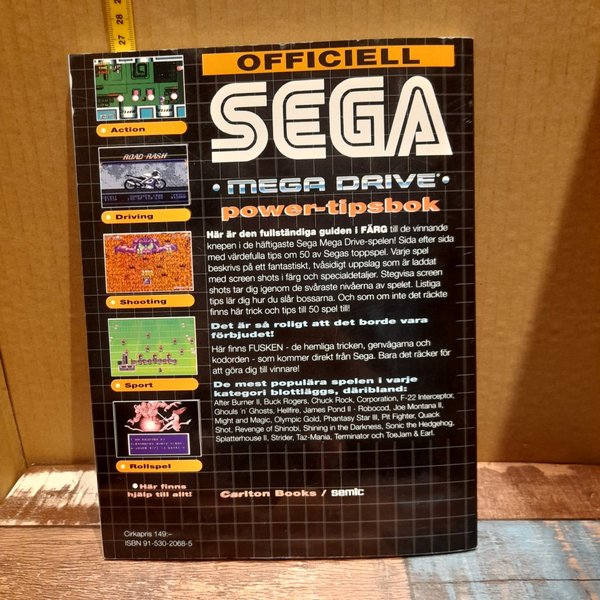 27 28
OFFICIELL
SEGA
MEGA DRIVE
power-tipsbok
Action
ROAD RASH
Driving
Shooting
Sport
Rollspel
Här finns
hjälp till allt!
Här är den fullständiga guiden i FÄRG till de vinnande
knepen i de häftigaste Sega Mega Drive-spelen! Sida efter sida
med värdefulla tips om 50 av Segas toppspel. Varje spel
beskrivs på ett fantastiskt, tvåsidigt uppslag som är laddat
med screen shots i färg och specialdetaljer. Stegvisa screen
shots tar dig igenom de svåraste nivåerna av spelet. Listiga
tips lär dig hur du slår bossarna. Och som om inte det räckte
finns här trick och tips till 50 spel till!
Det är så roligt att det borde vara
förbjudet!
Här finns FUSKEN - de hemliga tricken, genvägarna och
kodorden - som kommer direkt från Sega. Bara det räcker för
att göra dig till vinnare!
De mest populära spelen i varje
kategori blottläggs, däribland:
After Burner II, Buck Rogers, Chuck Rock, Corporation, F-22 Interceptor,
Ghouls 'n' Ghosts, Hellfire, James Pond II - Robocod, Joe Montana II,
Might and Magic, Olympic Gold, Phantasy Star III, Pit Fighter, Quack
Shot, Revenge of Shinobi, Shining in the Darkness, Sonic the Hedgehog,
Splatterhouse II, Strider, Taz-Mania, Terminator och ToeJam & Earl.
Carlton Books / semic
Cirkapris 149:-
ISBN 91-530-2068-5